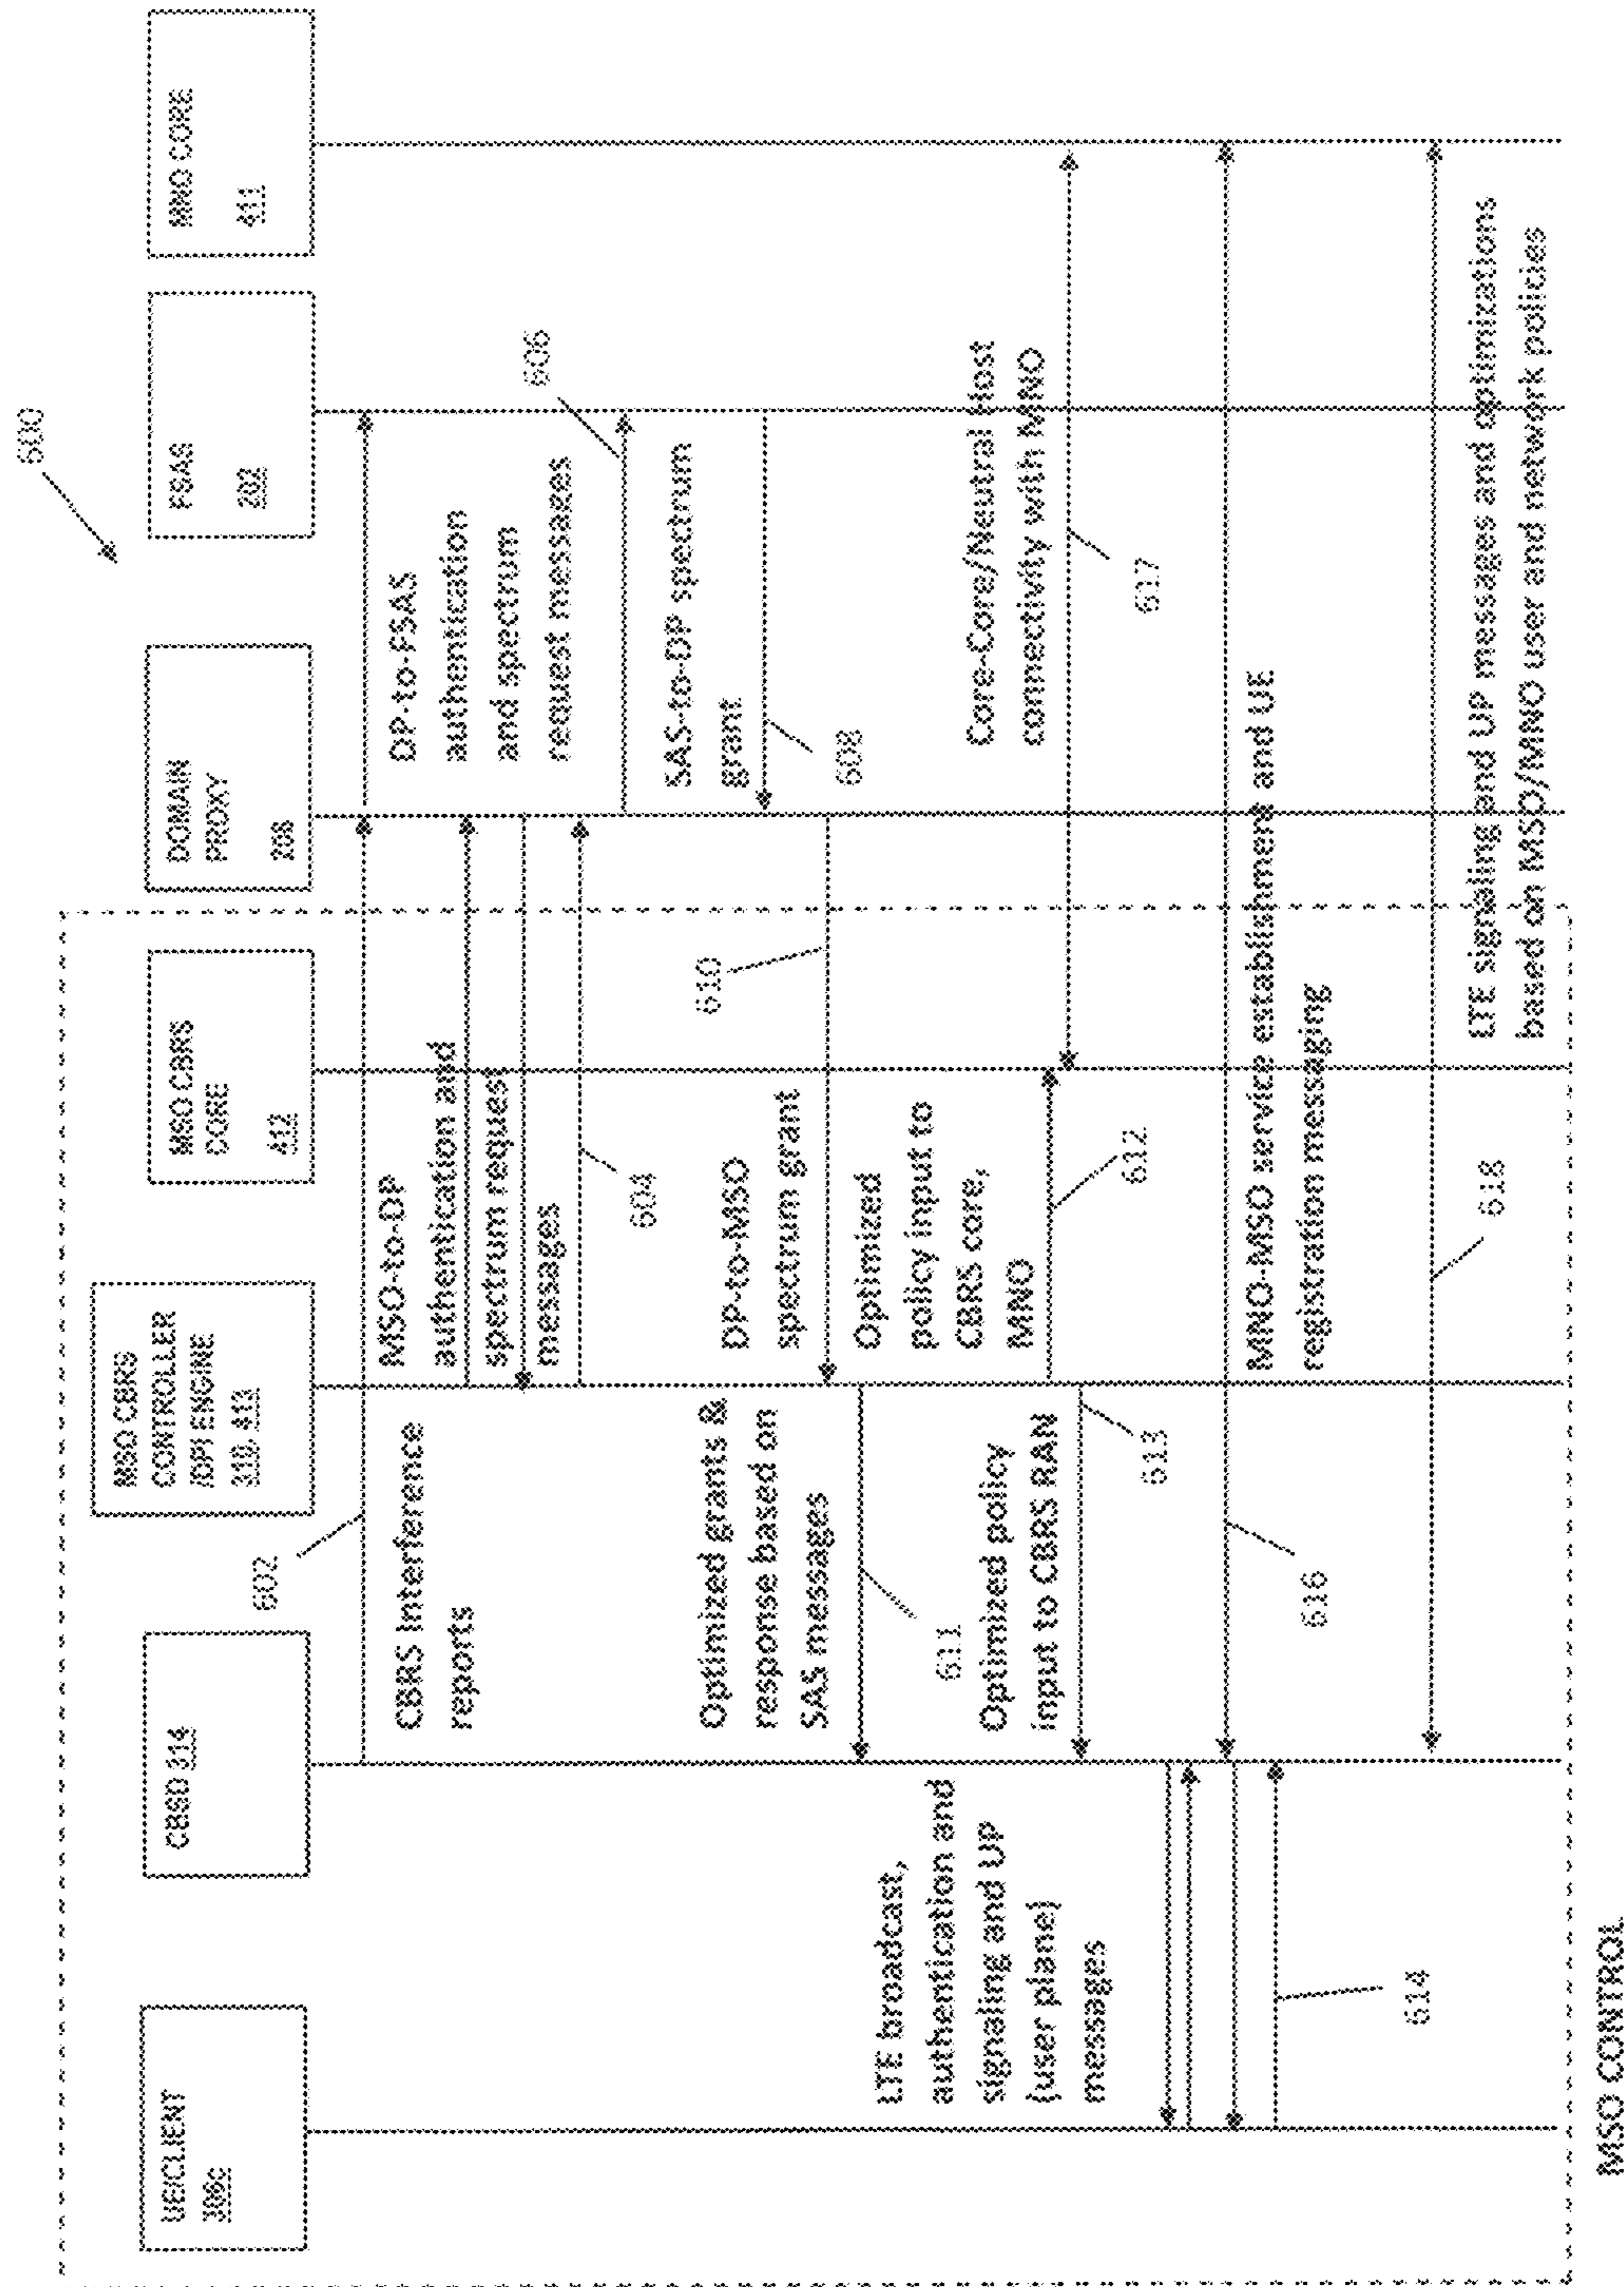 600
UE/CLIENT
306c
CBSD 314
MSO CBRS
CONTROLLER
/DPI ENGINE
310, 413
MSO CBRS
CORE
412
DOMAIN
PROXY
208
FSAS
202
MNO CORE
411
602
CBRS Interference
reports
MSO-to-DP
authentication and
spectrum request
messages
604
DP-to-FSAS
authentication
and spectrum
request messages
606
SAS-to-DP spectrum
grant
608
DP-to-MSO
spectrum grant
610
Optimized grants &
response based on
SAS messages
611
Optimized
policy input to
CBRS core,
MNO
612
Optimized policy
input to CBRS RAN
613
LTE broadcast,
authentication and
signaling and UP
(user plane)
messages
614
Core-Core/Neutral Host
connectivity with MNO
617
MNO-MSO service establishment and UE
registration messaging
616
618
LTE signaling and UP messages and optimizations
based on MSO/MNO user and network policies
MSO CONTROL